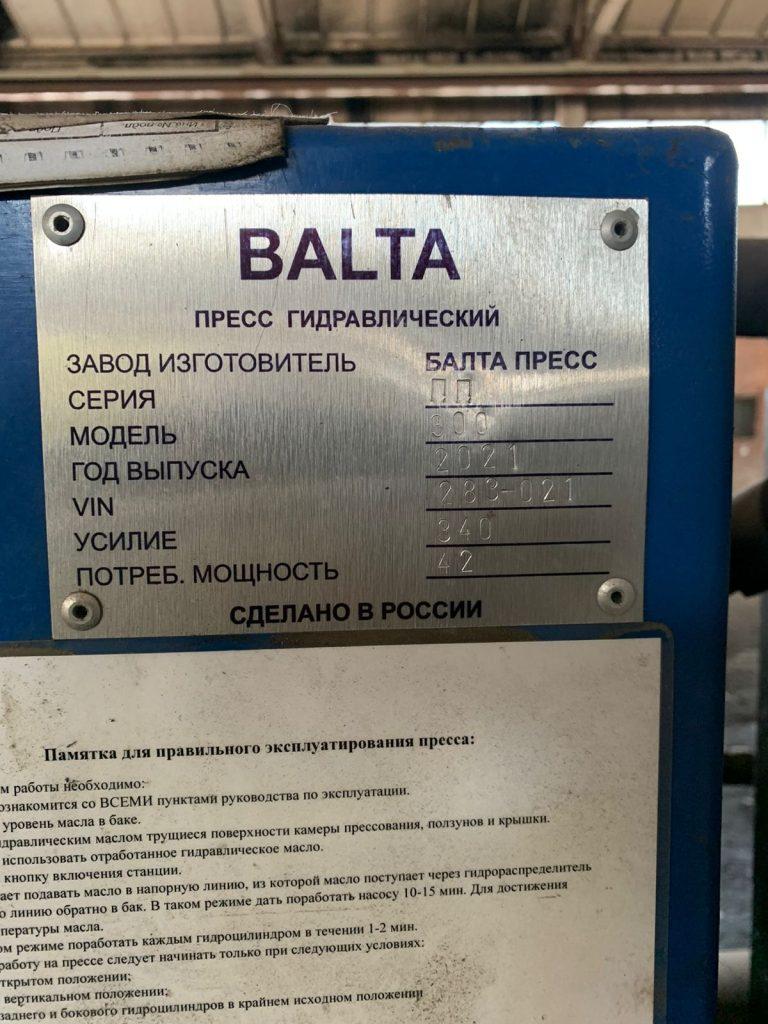 BALTA
ПРЕСС ГИДРАВЛИЧЕСКИЙ
ЗАВОД ИЗГОТОВИТЕЛЬ БАЛТА ПРЕСС
СЕРИЯ ПП
МОДЕЛЬ 300
ГОД ВЫПУСКА 2021
VIN 283-021
УСИЛИЕ 340
ПОТРЕБ. МОЩНОСТЬ 42
СДЕЛАНО В РОССИИ
Памятка для правильного эксплуатирования пресса:
м работы необходимо:
ознакомится со ВСЕМИ пунктами руководства по эксплуатации.
уровень масла в баке.
дравлическим маслом трущиеся поверхности камеры прессования, ползунов и крышки.
использовать отработанное гидравлическое масло.
кнопку включения станции.
ает подавать масло в напорную линию, из которой масло поступает через гидрораспределитель
ю линию обратно в бак. В таком режиме дать поработать насосу 10-15 мин. Для достижения
пературы масла.
ом режиме поработать каждым гидроцилиндром в течении 1-2 мин.
работу на прессе следует начинать только при следующих условиях:
ткрытом положении;
вертикальном положении;
заднего и бокового гидроцилиндров в крайнем исходном положении